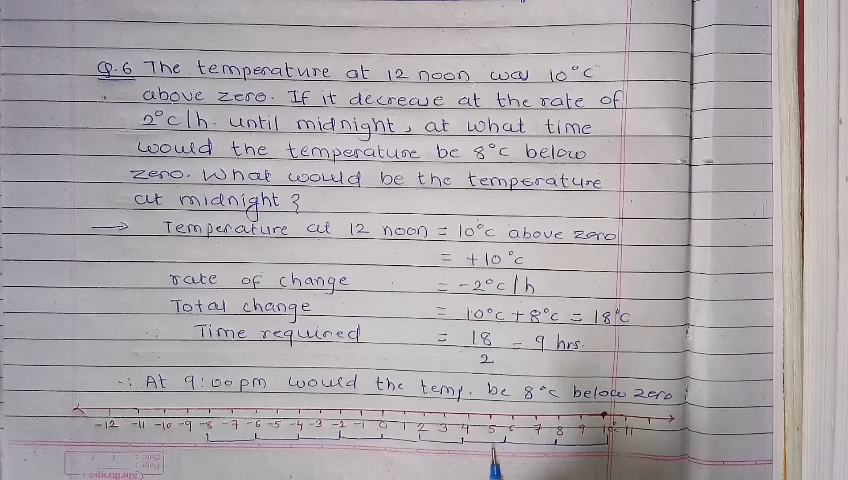 Q.6 The temperature at 12 noon was 10°C
above zero. If it decrease at the rate of
2°C/h. until midnight, at what time
would the temperature be 8°C below
zero. What would be the temperature
at midnight?
→ Temperature at 12 noon = 10°C above zero
= +10°C
rate of change = -2°C/h
Total change = 10°C + 8°C = 18°C
∴ Time required = 18/2 = 9 hrs.
∴ At 9:00pm would the temp. be 8°C below zero
-12 -11 -10 -9 -8 -7 -6 -5 -4 -3 -2 -1 0 1 2 3 4 5 6 7 8 9 10 11
Page
Date